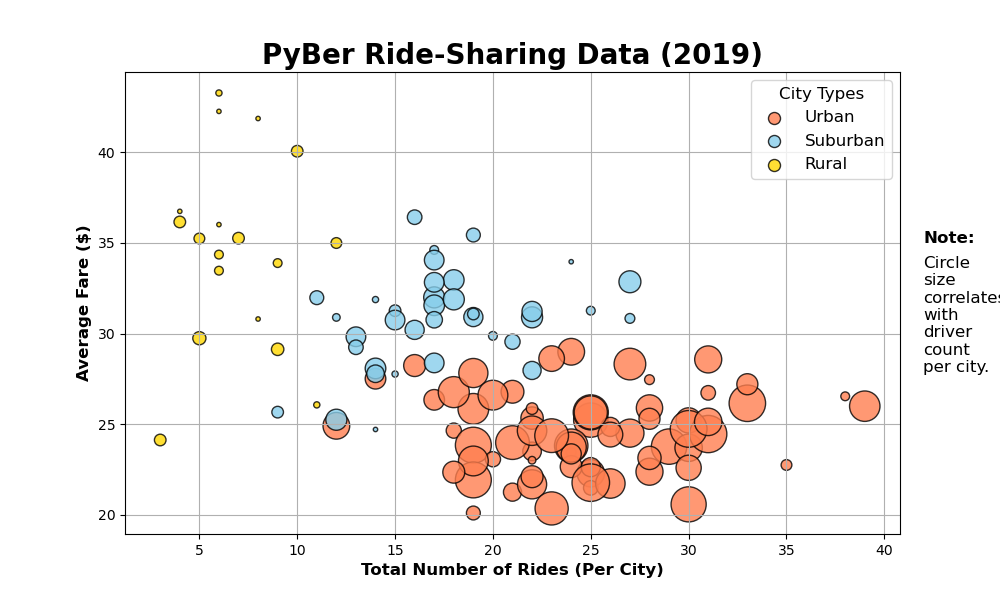 PyBer Ride-Sharing Data (2019)
City Types
Urban
Suburban
Rural
40
35
30
25
20
Average Fare ($)
5
10
15
20
25
30
35
40
Total Number of Rides (Per City)
Note:
Circle
size
correlates
with
driver
count
per city.